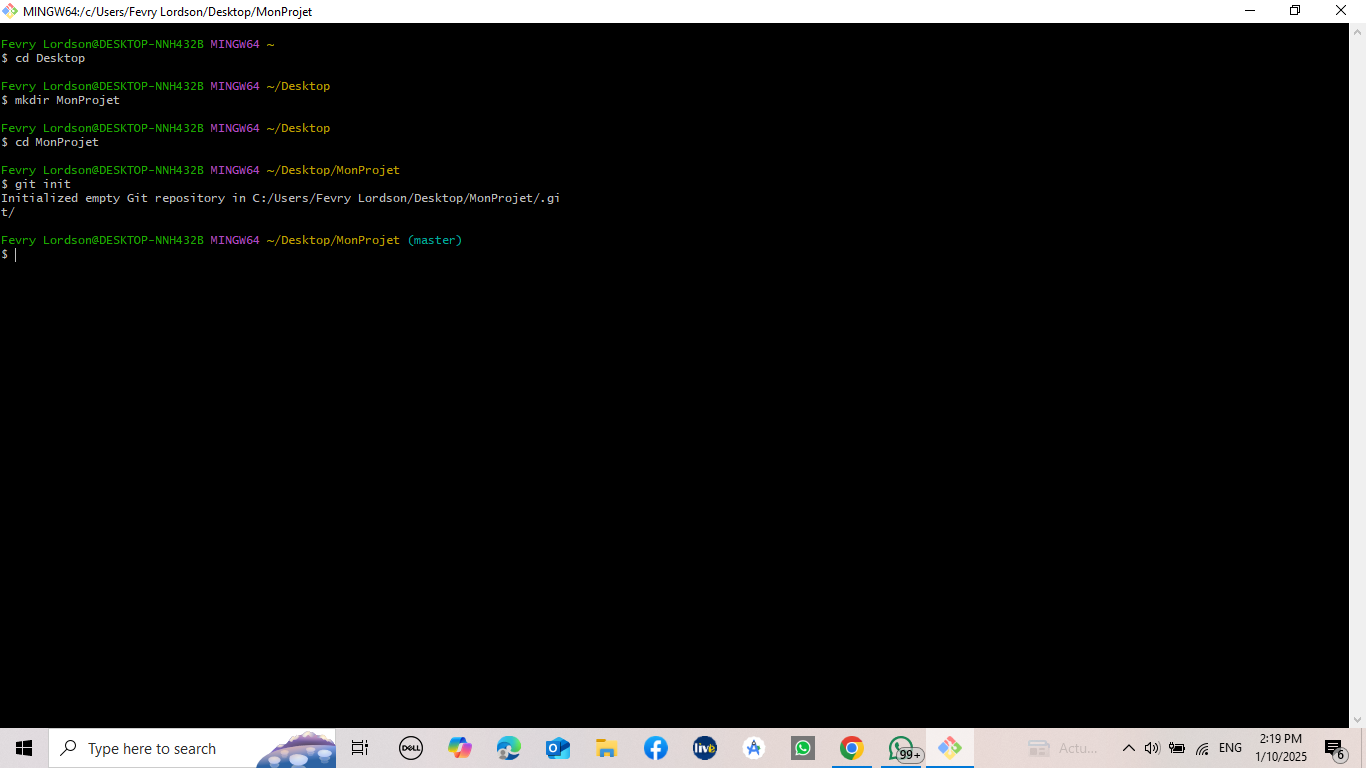 MINGW64:/c/Users/Fevry Lordson/Desktop/MonProjet
Fevry Lordson@DESKTOP-NNH432B MINGW64 ~
$ cd Desktop
Fevry Lordson@DESKTOP-NNH432B MINGW64 ~/Desktop
$ mkdir MonProjet
Fevry Lordson@DESKTOP-NNH432B MINGW64 ~/Desktop
$ cd MonProjet
Fevry Lordson@DESKTOP-NNH432B MINGW64 ~/Desktop/MonProjet
$ git init
Initialized empty Git repository in C:/Users/Fevry Lordson/Desktop/MonProjet/.gi
t/
Fevry Lordson@DESKTOP-NNH432B MINGW64 ~/Desktop/MonProjet (master)
$
Type here to search
DELL
live
99+
Actu...
ENG
2:19 PM
1/10/2025
6